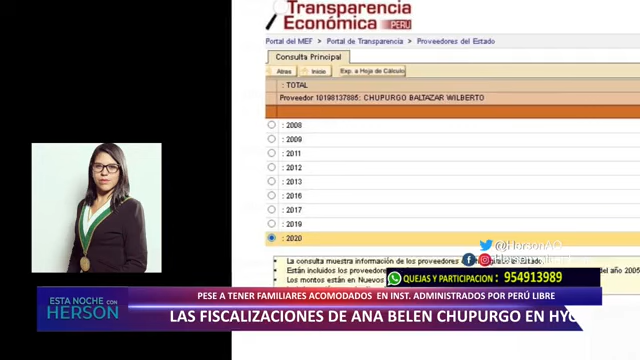 Transparencia
Económica
PERU
Portal del MEF > Portal de Transparencia > Proveedores del Estado
Consulta Principal
Atras Inicio Exp. a Hoja de Cálculo
: TOTAL
Proveedor 10198137885: CHUPURGO BALTAZAR WILBERTO
: 2008
: 2009
: 2011
: 2012
: 2013
: 2016
: 2017
: 2019
: 2020
La consulta muestra información de los proveedores
Están incluidos los proveedores
del año 2005
Los montos están en Nuevos
QUEJAS Y PARTICIPACION : 954913989
PESE A TENER FAMILIARES ACOMODADOS EN INST. ADMINISTRADOS POR PERÚ LIBRE
ESTA NOCHE CON
HERSON
LAS FISCALIZACIONES DE ANA BELEN CHUPURGO EN HYO